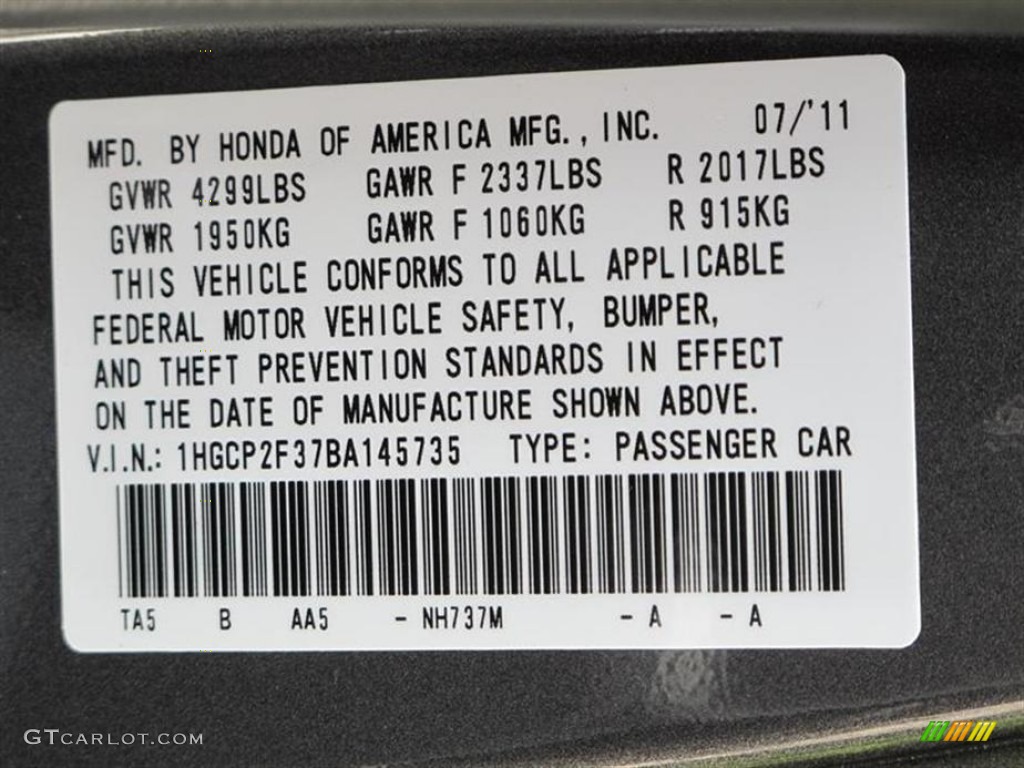 MFD. BY HONDA OF AMERICA MFG., INC. 07/'11
GVWR 4299LBS GAWR F 2337LBS R 2017LBS
GVWR 1950KG GAWR F 1060KG R 915KG
THIS VEHICLE CONFORMS TO ALL APPLICABLE
FEDERAL MOTOR VEHICLE SAFETY, BUMPER,
AND THEFT PREVENTION STANDARDS IN EFFECT
ON THE DATE OF MANUFACTURE SHOWN ABOVE.
V.I.N.: 1HGCP2F37BA145735 TYPE: PASSENGER CAR
TA5 B AA5 - NH737M - A - A
GTCARLOT.COM